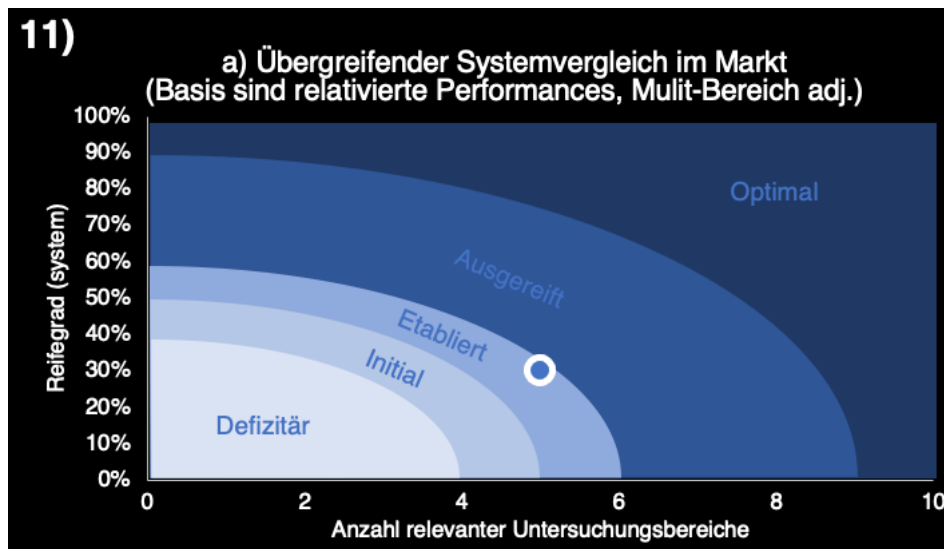 11)
a) Übergreifender Systemvergleich im Markt
(Basis sind relativierte Performances, Mulit-Bereich adj.)
100%
90%
80%
70%
60%
50%
40%
30%
20%
10%
0%
Reifegrad (system)
Optimal
Ausgereift
Etabliert
Initial
Defizitär
0 2 4 6 8 10
Anzahl relevanter Untersuchungsbereiche